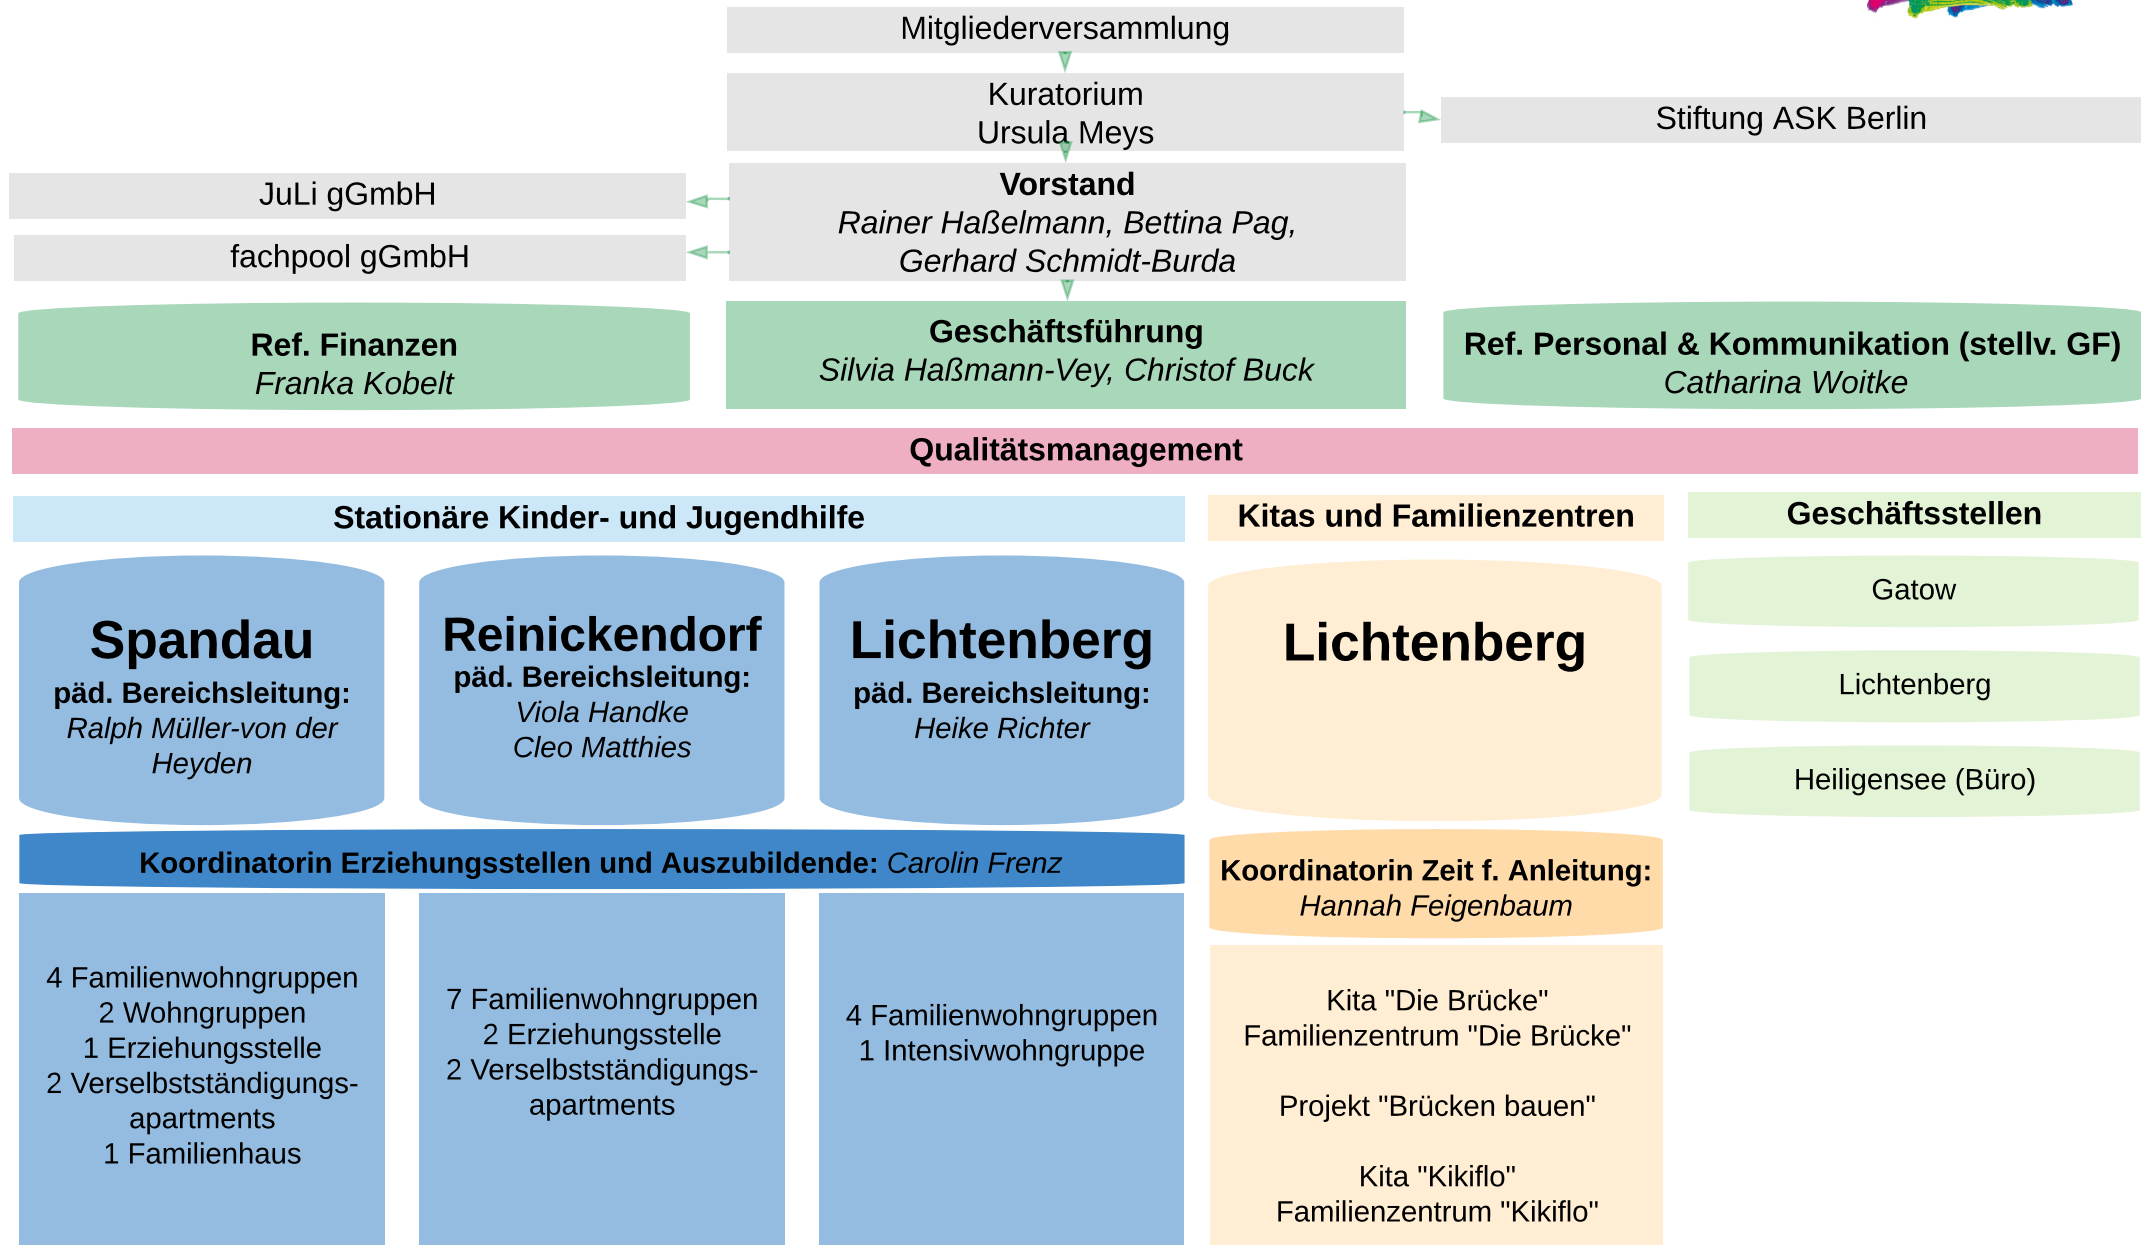 Mitgliederversammlung
Kuratorium
Ursula Meys
Stiftung ASK Berlin
JuLi gGmbH
fachpool gGmbH
Vorstand
Rainer Haßelmann, Bettina Pag,
Gerhard Schmidt-Burda
Ref. Finanzen
Franka Kobelt
Geschäftsführung
Silvia Haßmann-Vey, Christof Buck
Ref. Personal & Kommunikation (stellv. GF)
Catharina Woitke
Qualitätsmanagement
Stationäre Kinder- und Jugendhilfe
Spandau
päd. Bereichsleitung:
Ralph Müller-von der
Heyden
Reinickendorf
päd. Bereichsleitung:
Viola Handke
Cleo Matthies
Lichtenberg
päd. Bereichsleitung:
Heike Richter
Koordinatorin Erziehungsstellen und Auszubildende: Carolin Frenz
4 Familienwohngruppen
2 Wohngruppen
1 Erziehungsstelle
2 Verselbstständigungs-
apartments
1 Familienhaus
7 Familienwohngruppen
2 Erziehungsstelle
2 Verselbstständigungs-
apartments
4 Familienwohngruppen
1 Intensivwohngruppe
Kitas und Familienzentren
Lichtenberg
Koordinatorin Zeit f. Anleitung:
Hannah Feigenbaum
Kita "Die Brücke"
Familienzentrum "Die Brücke"
Projekt "Brücken bauen"
Kita "Kikiflo"
Familienzentrum "Kikiflo"
Geschäftsstellen
Gatow
Lichtenberg
Heiligensee (Büro)